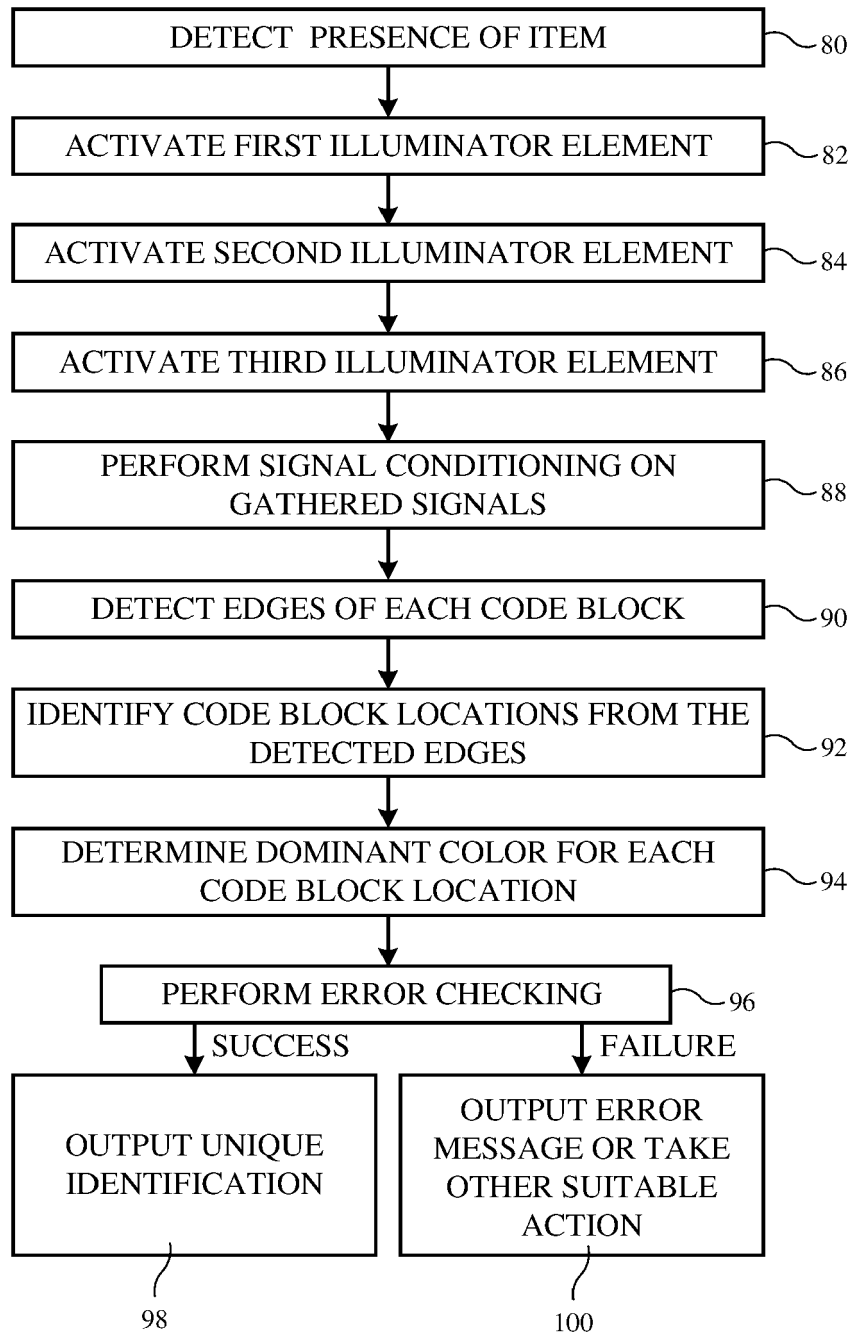 DETECT PRESENCE OF ITEM
80
ACTIVATE FIRST ILLUMINATOR ELEMENT
82
ACTIVATE SECOND ILLUMINATOR ELEMENT
84
ACTIVATE THIRD ILLUMINATOR ELEMENT
86
PERFORM SIGNAL CONDITIONING ON
GATHERED SIGNALS
88
DETECT EDGES OF EACH CODE BLOCK
90
IDENTIFY CODE BLOCK LOCATIONS FROM THE
DETECTED EDGES
92
DETERMINE DOMINANT COLOR FOR EACH
CODE BLOCK LOCATION
94
PERFORM ERROR CHECKING
96
SUCCESS
FAILURE
OUTPUT UNIQUE
IDENTIFICATION
98
OUTPUT ERROR
MESSAGE OR TAKE
OTHER SUITABLE
ACTION
100